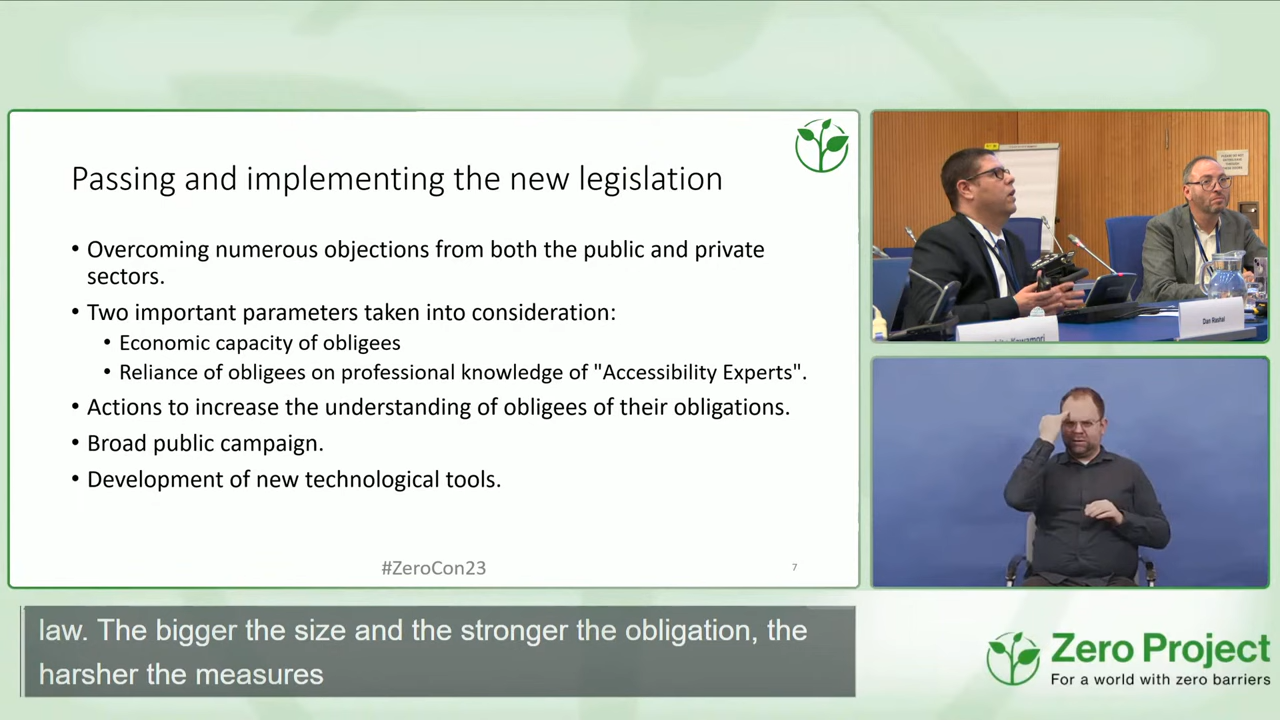 Passing and implementing the new legislation
• Overcoming numerous objections from both the public and private
sectors.
• Two important parameters taken into consideration:
• Economic capacity of obligees
• Reliance of obligees on professional knowledge of "Accessibility Experts".
• Actions to increase the understanding of obligees of their obligations.
• Broad public campaign.
• Development of new technological tools.
#ZeroCon23
7
Dan Rashal
law. The bigger the size and the stronger the obligation, the
harsher the measures
Zero Project
For a world with zero barriers